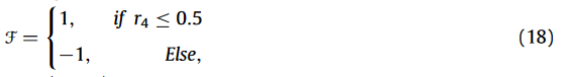 ℱ = { 1, if r₄ ≤ 0.5
−1, Else, (18)